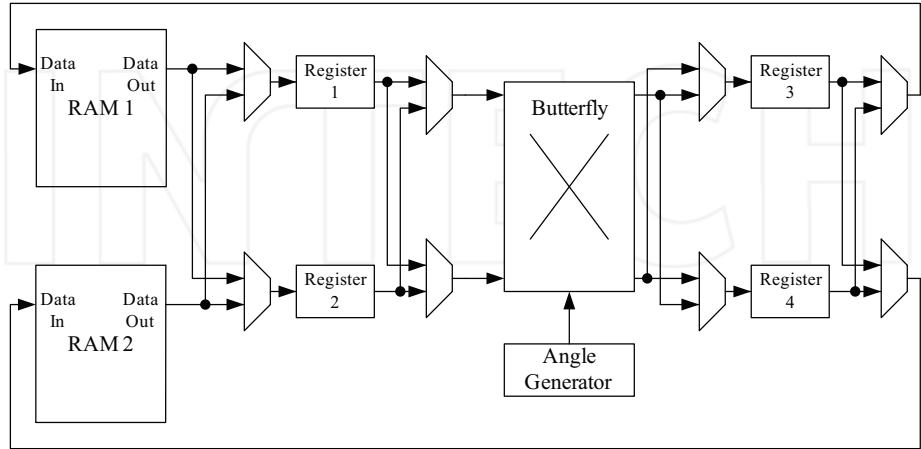 Data
In
Data
Out
RAM 1
Register
1
Butterfly
Register
3
Data
In
Data
Out
RAM 2
Register
2
Register
4
Angle
Generator
INTECH